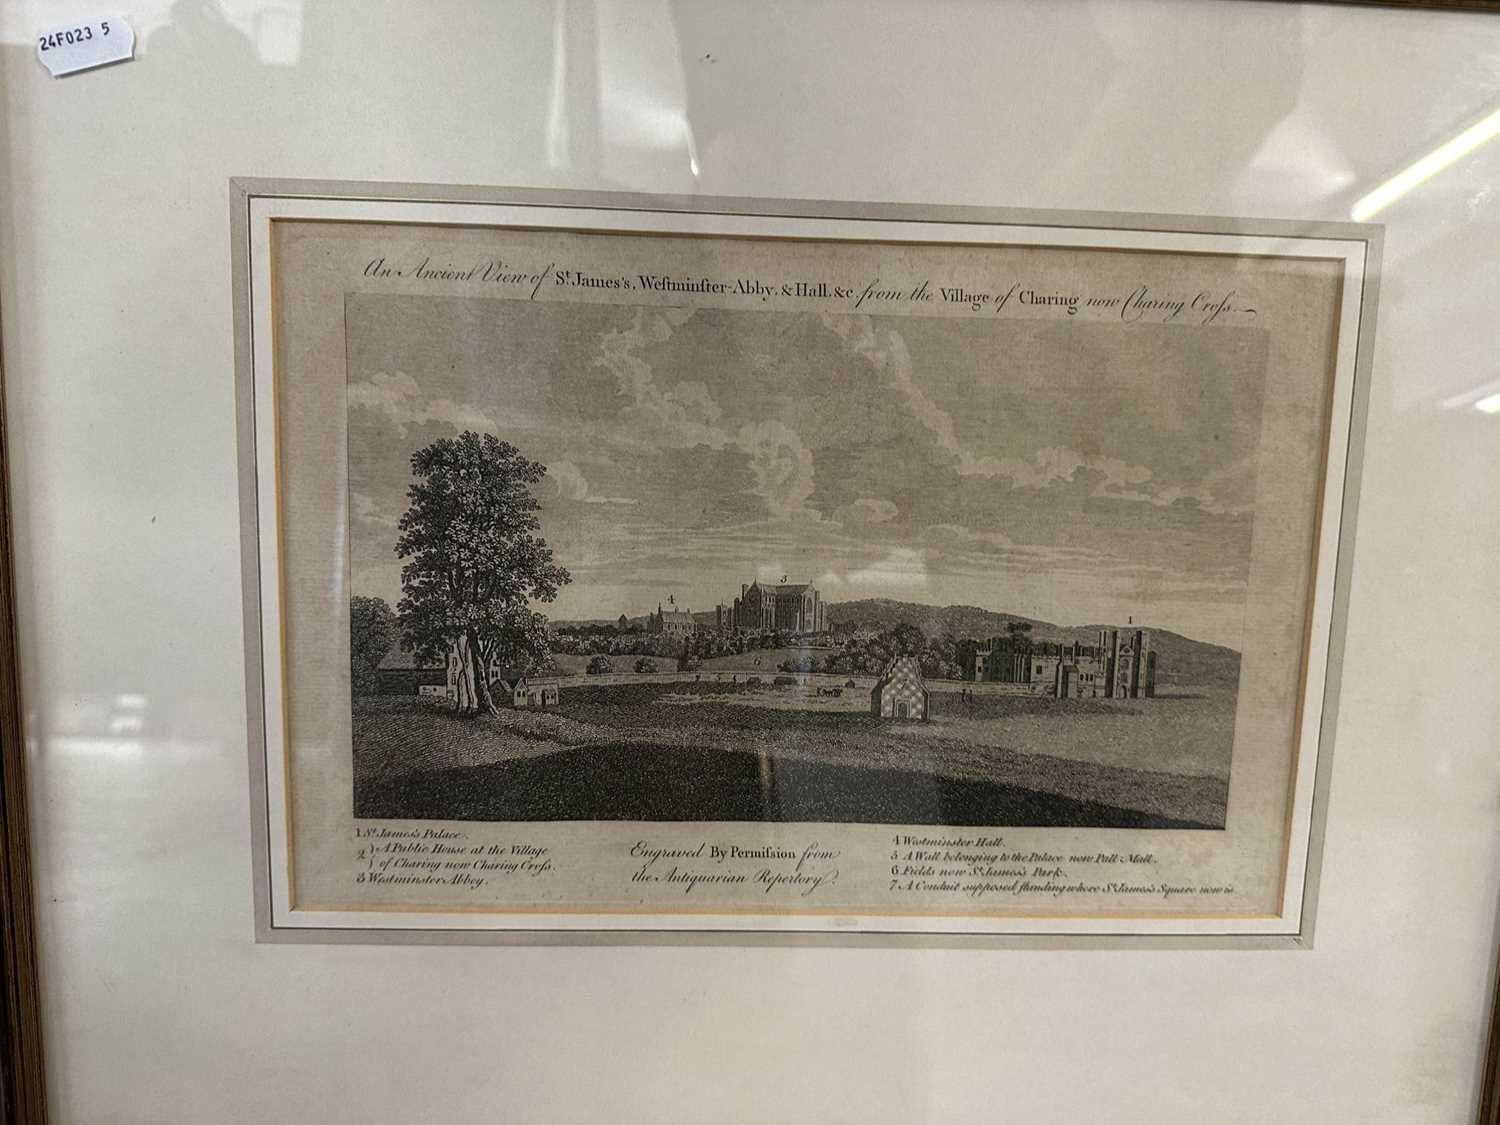 24F023 5
An Ancient View of St. James's, Weſtminſter-Abby, & Hall, &c. from the Village of Charing now Charing Croſs.
4
3
1
6
1 St. James's Palace.
2 } A Public House at the Village
} of Charing now Charing Croſs.
3 Westminster Abbey.
Engraved By Permiſsion from
the Antiquarian Repertory.
4 Westminster Hall.
5 A Wall belonging to the Palace now Pall-Mall.
6 Fields now St. James's Park.
7 A Conduit supposed ſtanding where St. James's Square now is.